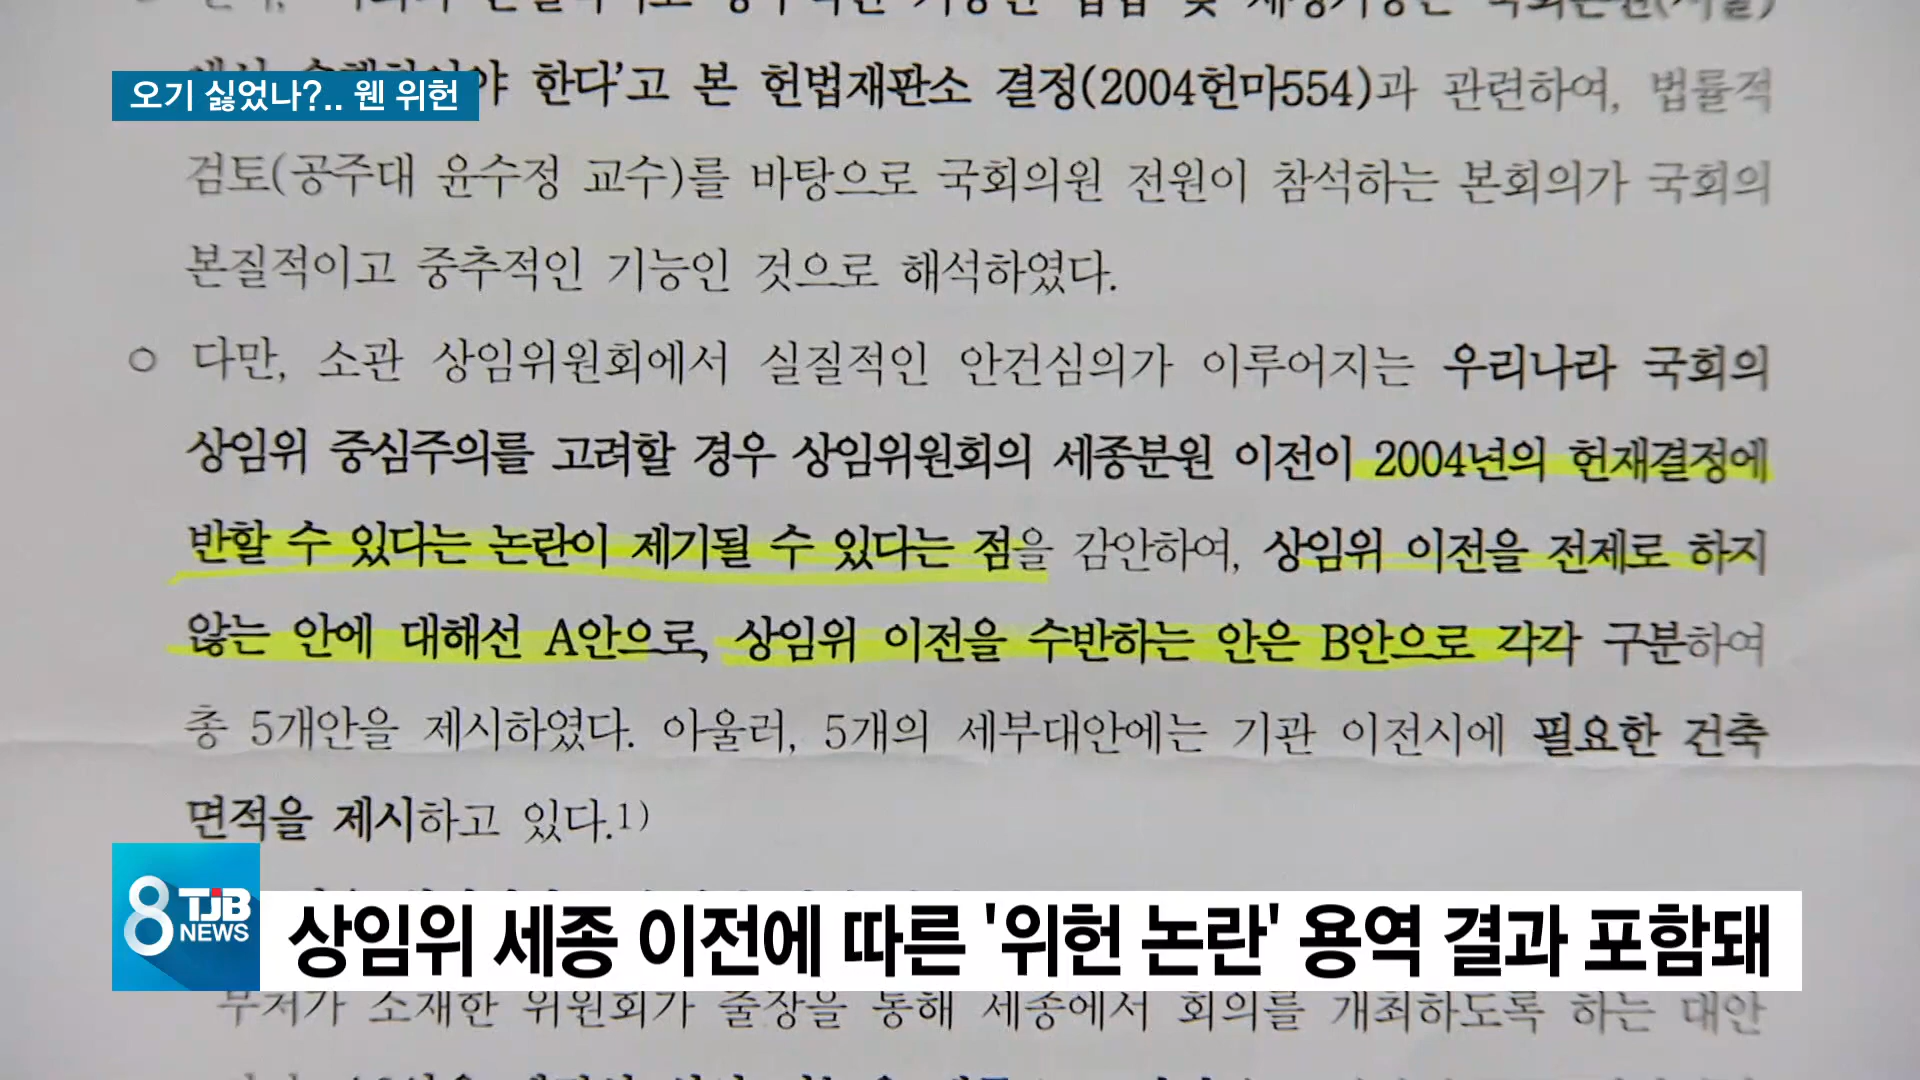 오기 싫었나?.. 웬 위헌
한다'고 본 헌법재판소 결정(2004헌마554)과 관련하여, 법률적
검토(공주대 윤수정 교수)를 바탕으로 국회의원 전원이 참석하는 본회의가 국회의
본질적이고 중추적인 기능인 것으로 해석하였다.
○ 다만, 소관 상임위원회에서 실질적인 안건심의가 이루어지는 우리나라 국회의
상임위 중심주의를 고려할 경우 상임위원회의 세종분원 이전이 2004년의 헌재결정에
반할 수 있다는 논란이 제기될 수 있다는 점을 감안하여, 상임위 이전을 전제로 하지
않는 안에 대해선 A안으로, 상임위 이전을 수반하는 안은 B안으로 각각 구분하여
총 5개안을 제시하였다. 아울러, 5개의 세부대안에는 기관 이전시에 필요한 건축
면적을 제시하고 있다.1)
8 TJB NEWS
상임위 세종 이전에 따른 '위헌 논란' 용역 결과 포함돼
부처가 소재한 위원회가 출장을 통해 세종에서 회의를 개최하도록 하는 대안